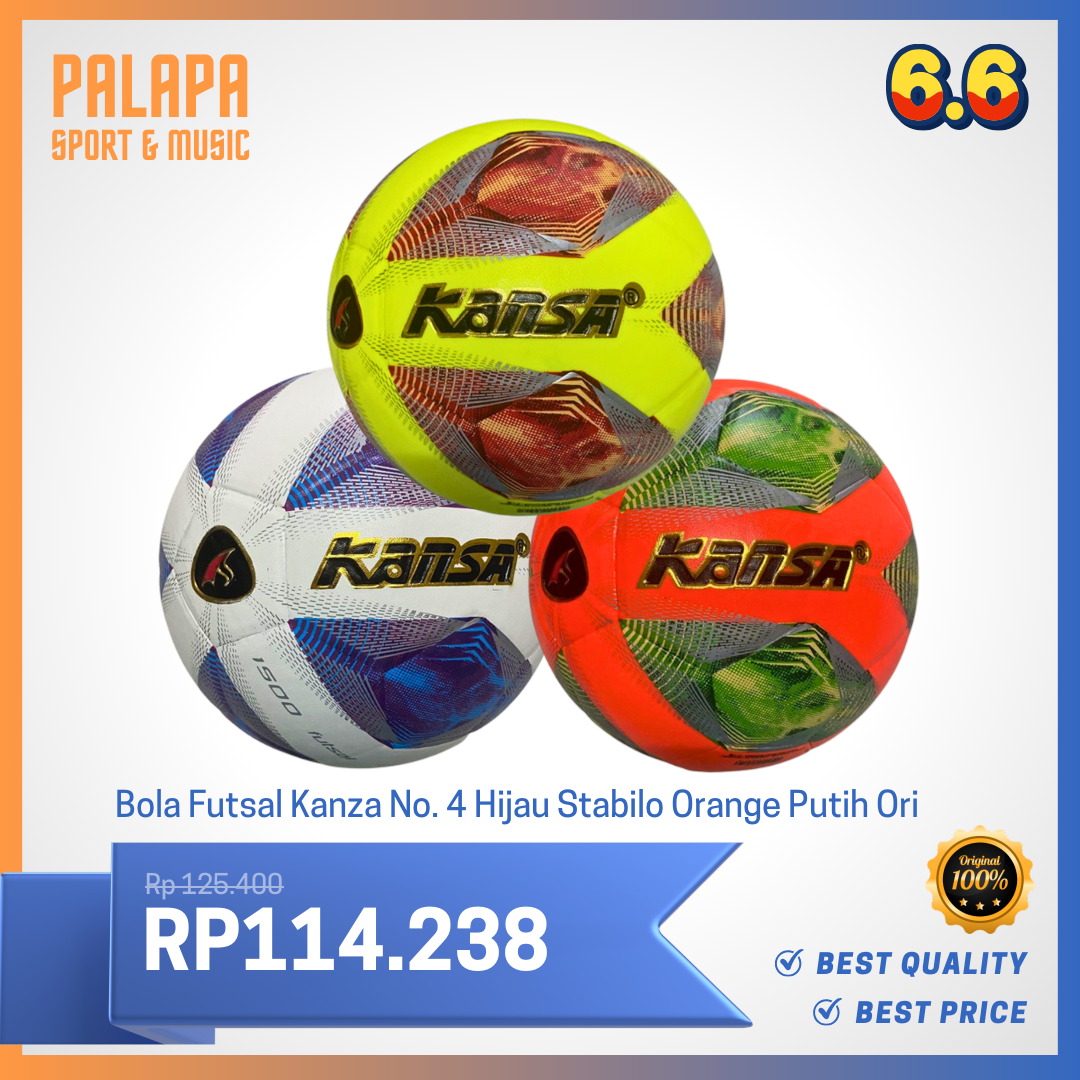 PALAPA
SPORT & MUSIC
6.6
KANSA®
KANSA®
KANSA®
1500 futsal
Bola Futsal Kanza No. 4 Hijau Stabilo Orange Putih Ori
Rp 125.400
RP114.238
Original
100%
BEST QUALITY
BEST PRICE